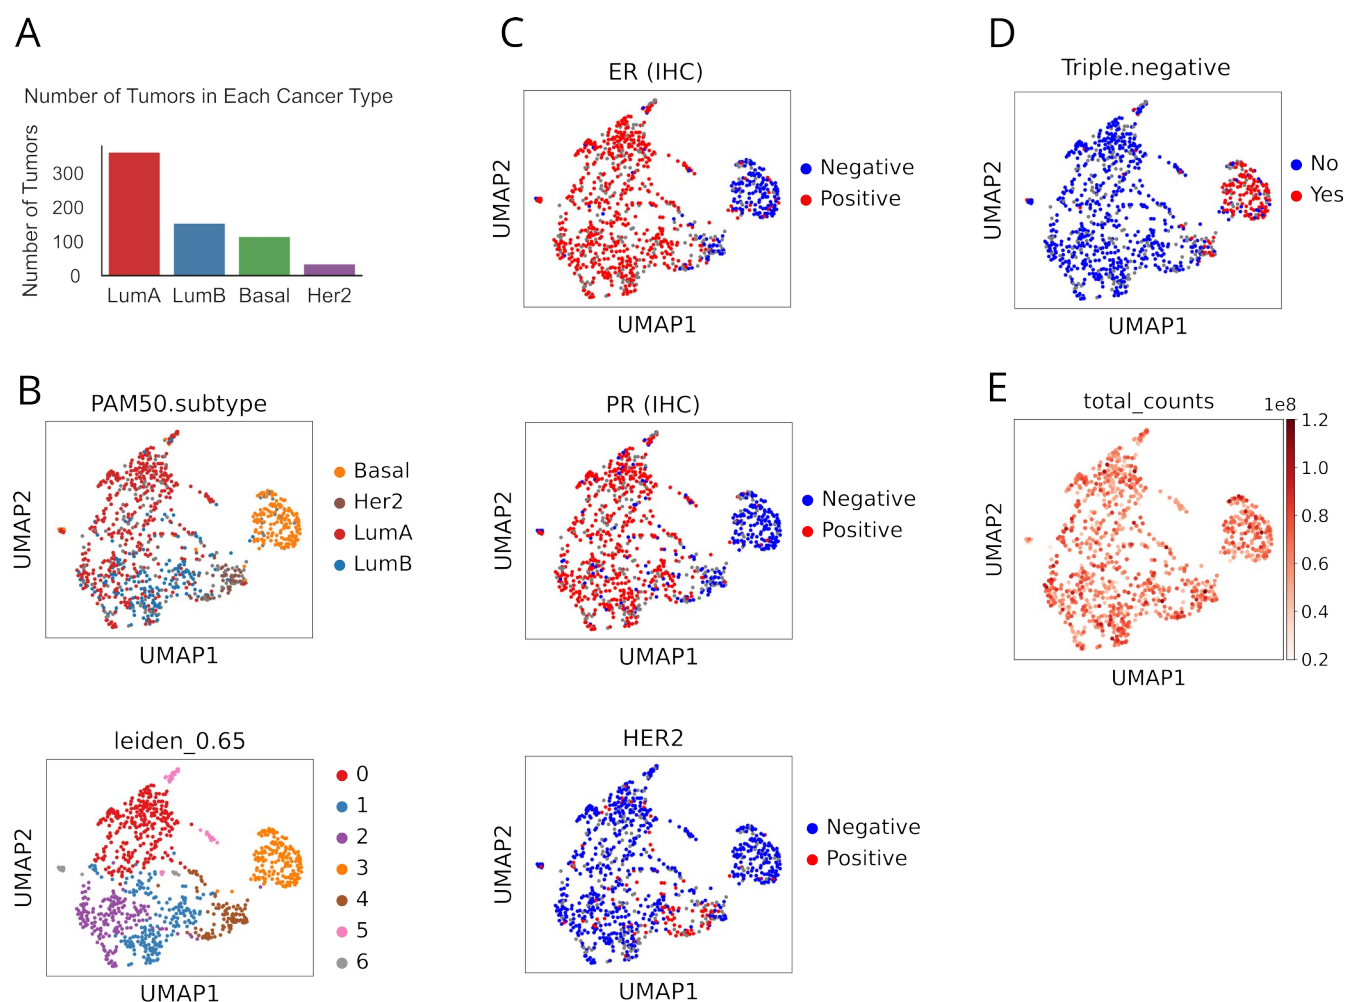 A
Number of Tumors in Each Cancer Type
Number of Tumors
300
200
100
0
LumA LumB Basal Her2
B
PAM50.subtype
UMAP2
UMAP1
Basal
Her2
LumA
LumB
leiden_0.65
UMAP2
UMAP1
0
1
2
3
4
5
6
C
ER (IHC)
UMAP2
UMAP1
Negative
Positive
PR (IHC)
UMAP2
UMAP1
Negative
Positive
HER2
UMAP2
UMAP1
Negative
Positive
D
Triple.negative
UMAP2
UMAP1
No
Yes
E
total_counts
UMAP2
UMAP1
1e8
1.2
1.0
0.8
0.6
0.4
0.2